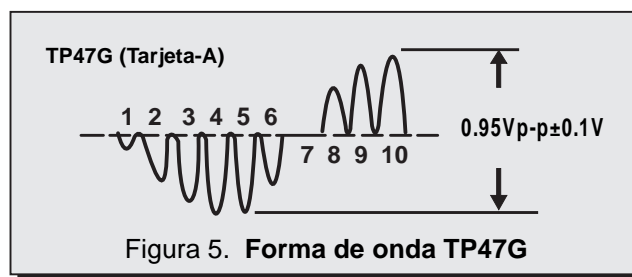 TP47G (Tarjeta-A)
1 2 3 4 5 6
7 8 9 10
0.95Vp-p±0.1V
Figura 5. Forma de onda TP47G